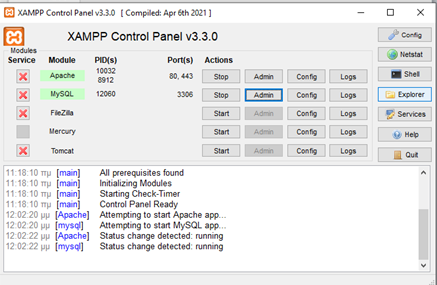 XAMPP Control Panel v3.3.0 [ Compiled: Apr 6th 2021 ]
XAMPP Control Panel v3.3.0
Config
Modules
Service Module PID(s) Port(s) Actions
Netstat
Apache 10032 8912 80, 443 Stop Admin Config Logs
Shell
MySQL 12060 3306 Stop Admin Config Logs
Explorer
FileZilla Start Admin Config Logs
Services
Mercury Start Admin Config Logs
Help
Tomcat Start Admin Config Logs
Quit
11:18:10 πμ [main] All prerequisites found
11:18:10 πμ [main] Initializing Modules
11:18:10 πμ [main] Starting Check-Timer
11:18:10 πμ [main] Control Panel Ready
12:02:20 μμ [Apache] Attempting to start Apache app...
12:02:20 μμ [mysql] Attempting to start MySQL app...
12:02:22 μμ [Apache] Status change detected: running
12:02:22 μμ [mysql] Status change detected: running